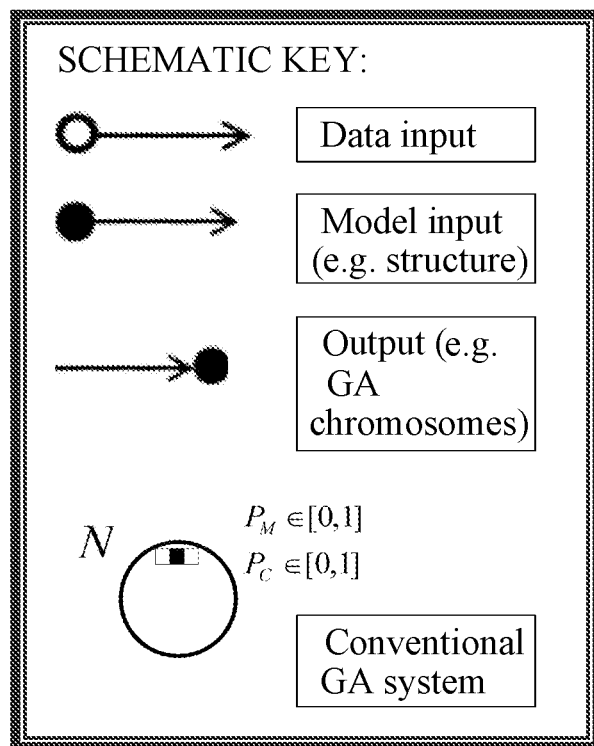 SCHEMATIC KEY:
Data input
Model input
(e.g. structure)
Output (e.g.
GA
chromosomes)
N
P_M ∈[0,1]
P_C ∈[0,1]
Conventional
GA system